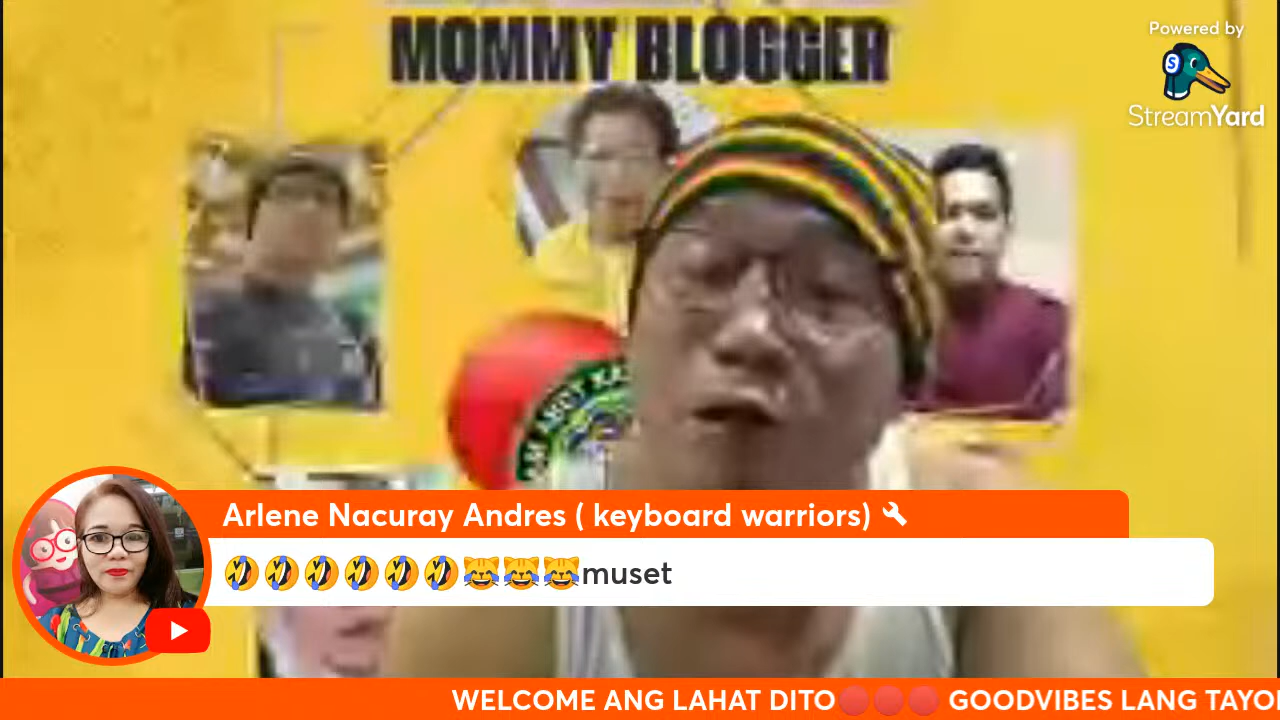 MOMMY BLOGGER
Powered by
StreamYard
Arlene Nacuray Andres ( keyboard warriors) 🔧
🤣🤣🤣🤣🤣🤣😹😹😹muset
WELCOME ANG LAHAT DITO🔴🔴🔴 GOODVIBES LANG TAYO